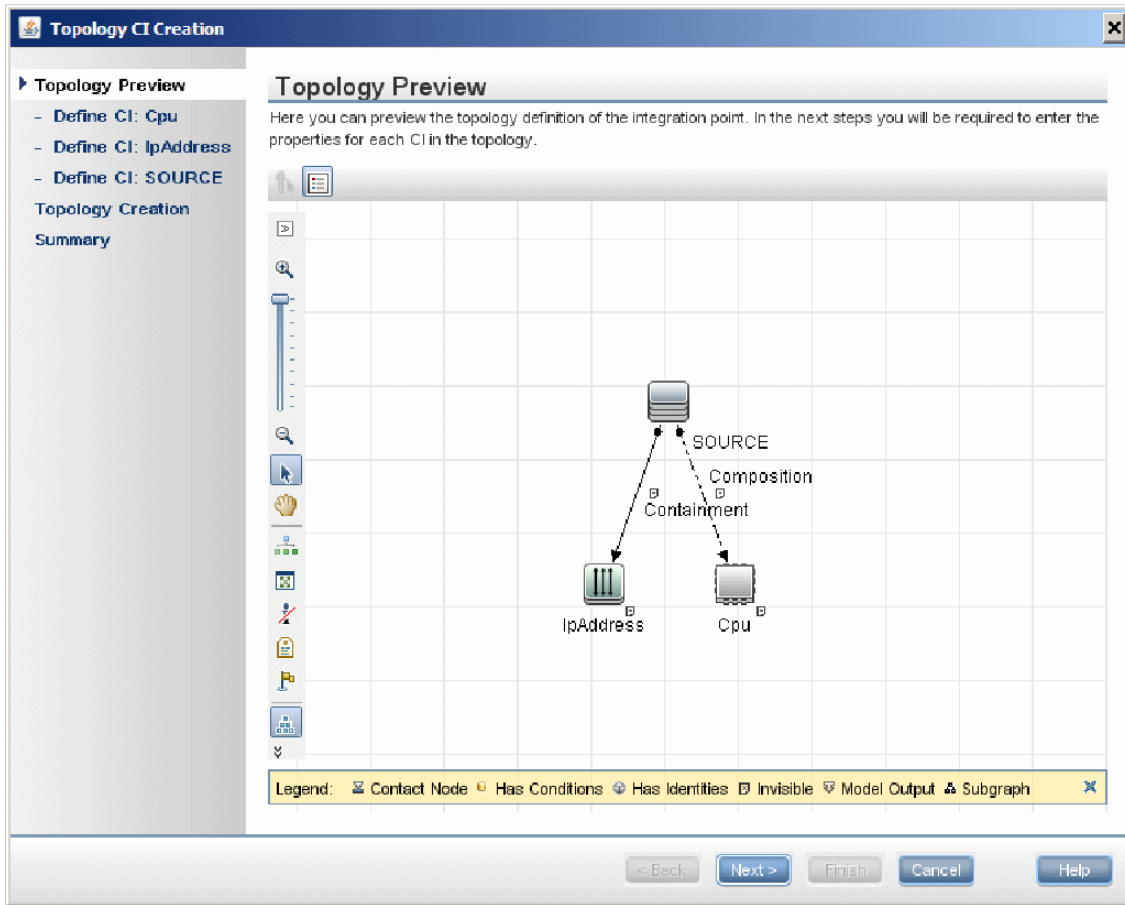 Topology CI Creation
Topology Preview
- Define CI: Cpu
- Define CI: IpAddress
- Define CI: SOURCE
Topology Creation
Summary
Topology Preview
Here you can preview the topology definition of the integration point. In the next steps you will be required to enter the
properties for each CI in the topology.
SOURCE
Composition
Containment
IpAddress
Cpu
Legend: Contact Node Has Conditions Has Identities Invisible Model Output Subgraph
< Back
Next >
Finish
Cancel
Help